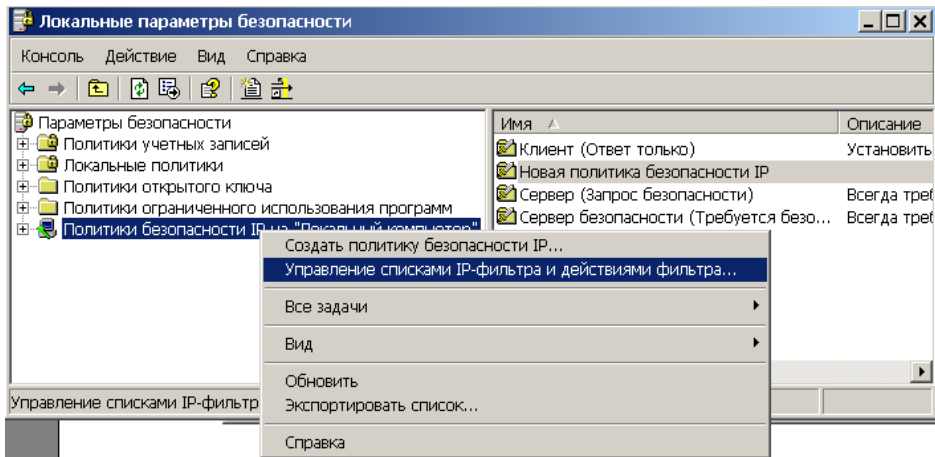 Локальные параметры безопасности
Консоль Действие Вид Справка
Параметры безопасности
Политики учетных записей
Локальные политики
Политики открытого ключа
Политики ограниченного использования программ
Политики безопасности IP на "Локальный компьютер"
Имя Описание
Клиент (Ответ только) Установить
Новая политика безопасности IP
Сервер (Запрос безопасности) Всегда треб
Сервер безопасности (Требуется безо... Всегда треб
Создать политику безопасности IP...
Управление списками IP-фильтра и действиями фильтра...
Все задачи
Вид
Обновить
Экспортировать список...
Справка
Управление списками IP-фильтр